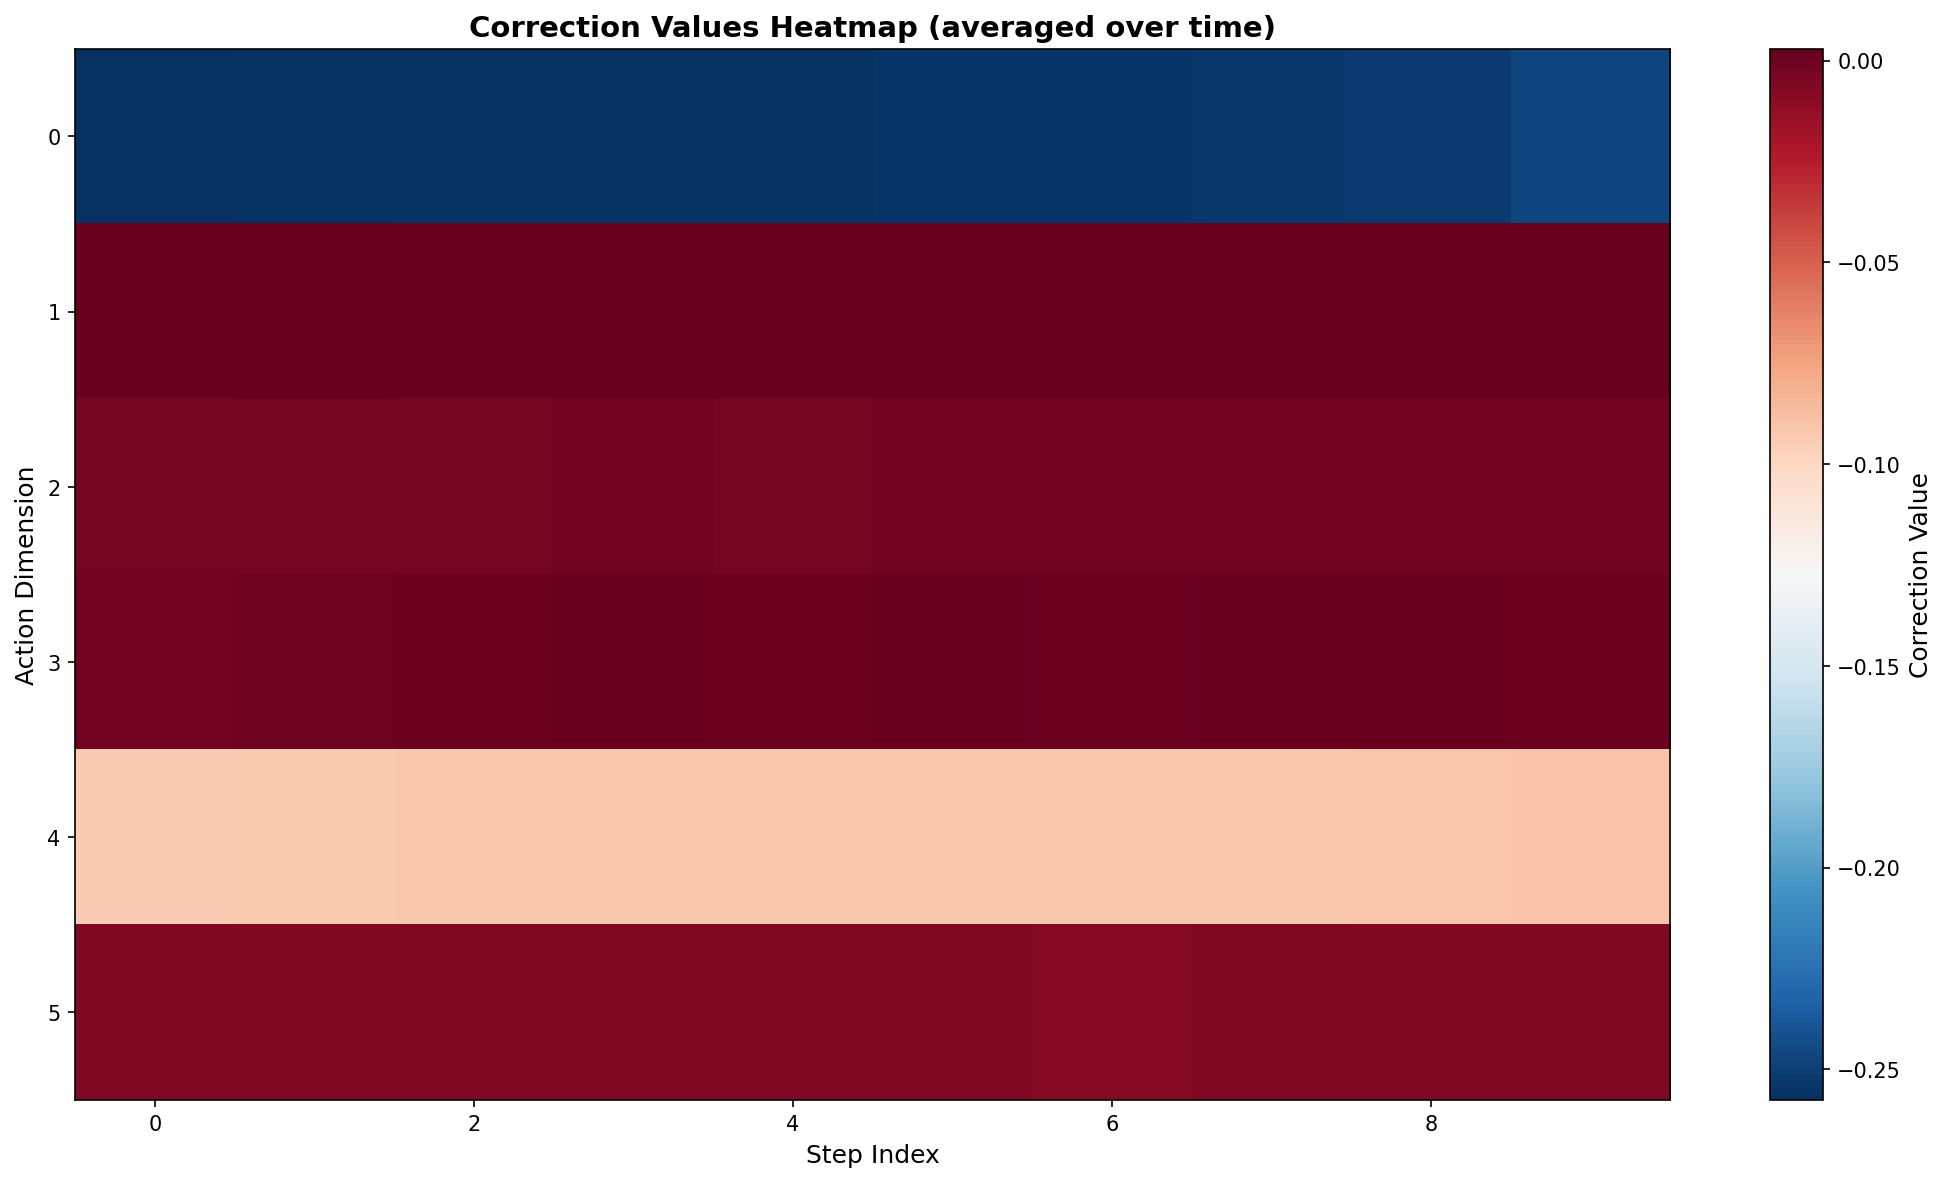 Correction Values Heatmap (averaged over time)
0
1
2
3
4
5
Action Dimension
0 2 4 6 8
Step Index
0.00
−0.05
−0.10
−0.15
−0.20
−0.25
Correction Value